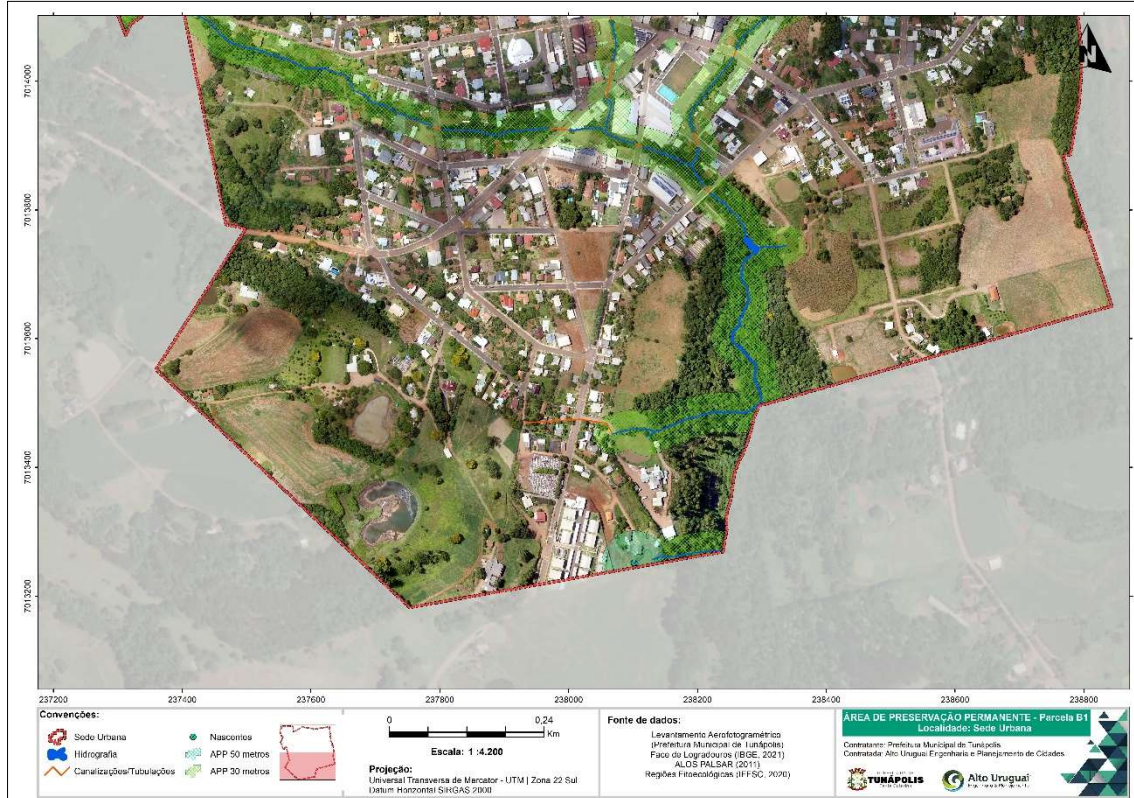 N
7014000
7013800
7013600
7013400
7013200
237200 237400 237600 237800 238000 238200 238400 238600 238800
Convenções:
Sede Urbana
Hidrografia
Canalizações/Tubulações
Nascentes
APP 50 metros
APP 30 metros
0 0,24
Km
Escala: 1 :4.200
Projeção:
Universal Transversa de Mercator - UTM | Zona 22 Sul
Datum Horizontal SIRGAS 2000
Fonte de dados:
Levantamento Aerofotogramétrico
(Prefeitura Municipal de Tunápolis)
Face de Logradouros (IBGE, 2021)
ALOS PALSAR (2011)
Regiões Fitoecológicas (IFFSC, 2020)
ÁREA DE PRESERVAÇÃO PERMANENTE - Parcela B1
Localidade: Sede Urbana
Contratante: Prefeitura Municipal de Tunápolis
Contratada: Alto Uruguai Engenharia e Planejamento de Cidades
TUNÁPOLIS
Alto Uruguai
Engenharia & Planejamento